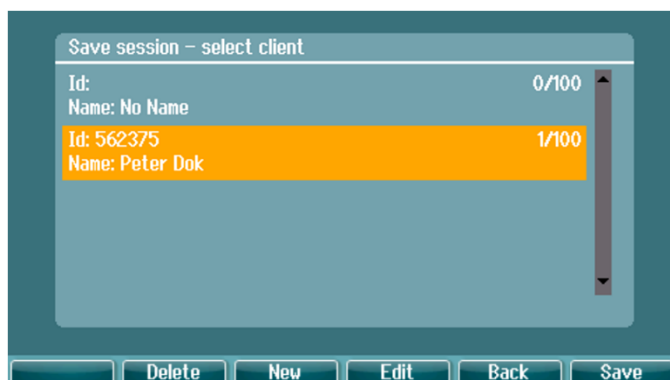 Save session – select client
Id: 0/100
Name: No Name
Id: 562375 1/100
Name: Peter Dok
Delete New Edit Back Save